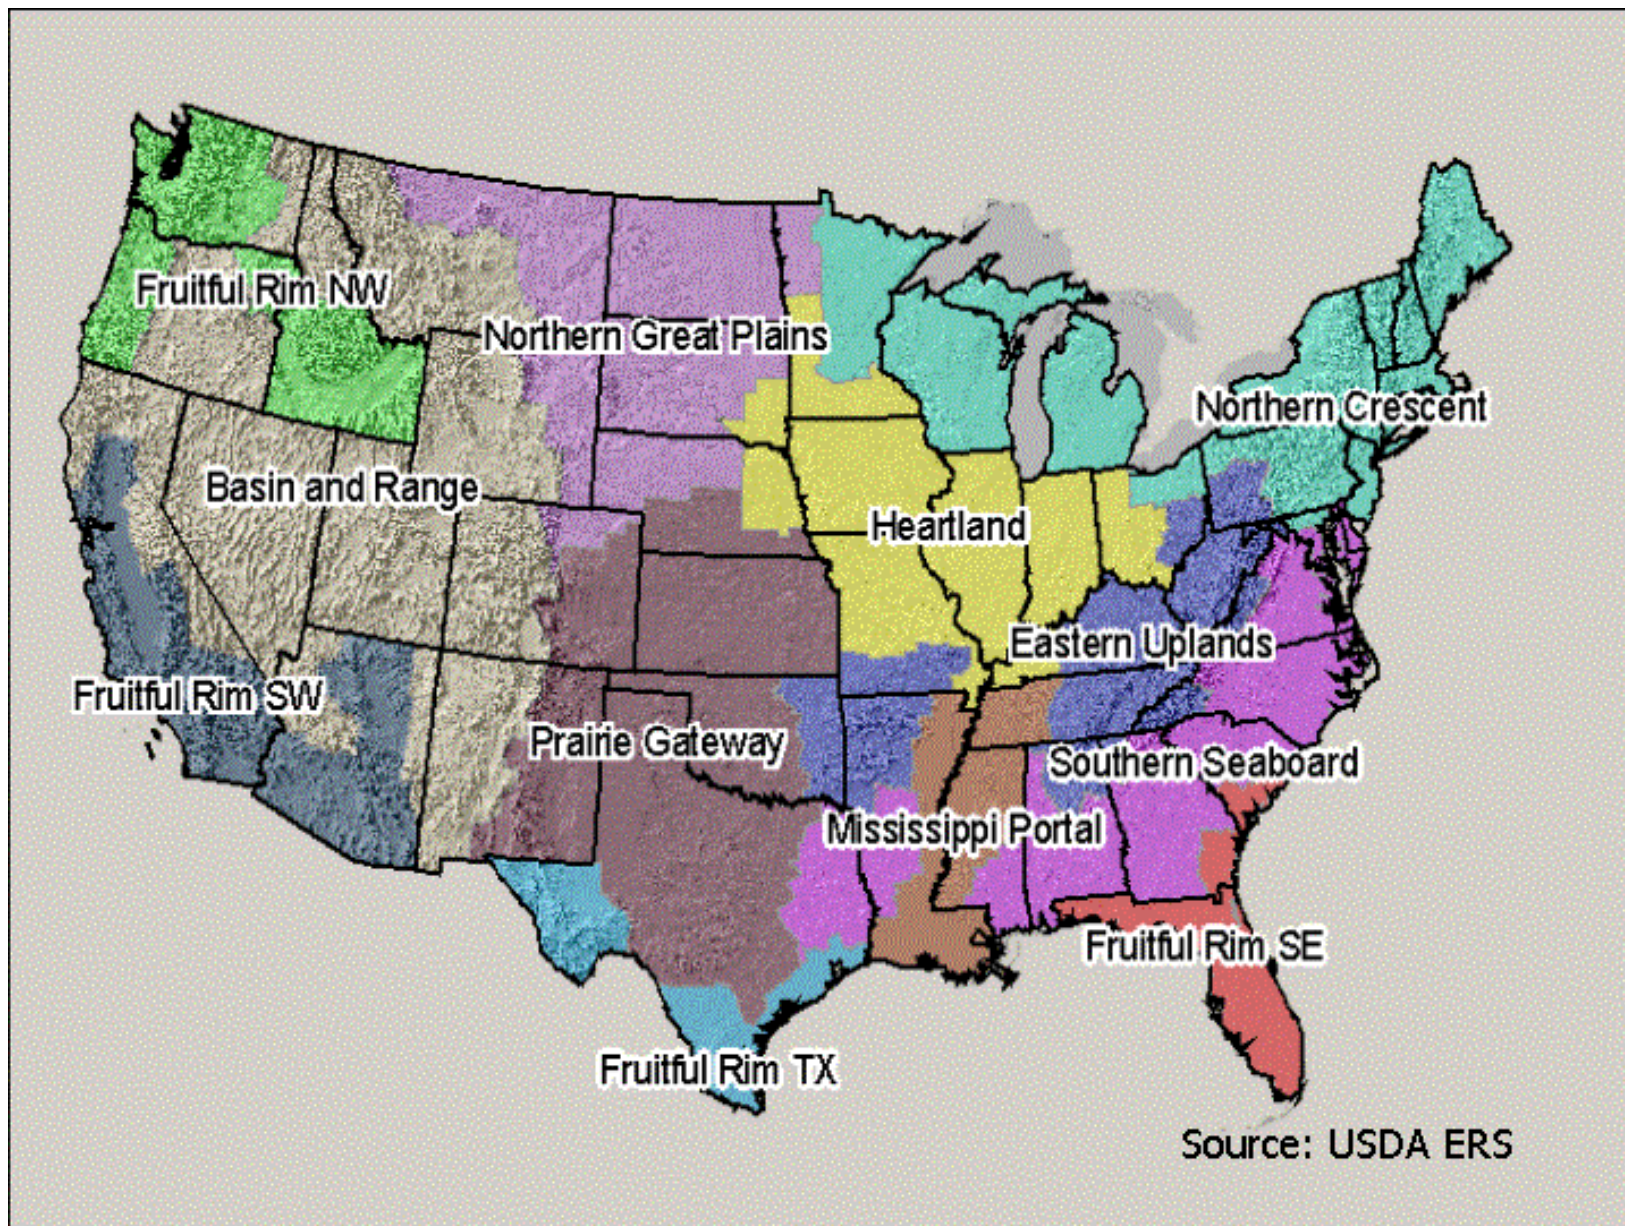 Fruitful Rim NW
Northern Great Plains
Northern Crescent
Basin and Range
Heartland
Eastern Uplands
Fruitful Rim SW
Prairie Gateway
Southern Seaboard
Mississippi Portal
Fruitful Rim SE
Fruitful Rim TX
Source: USDA ERS